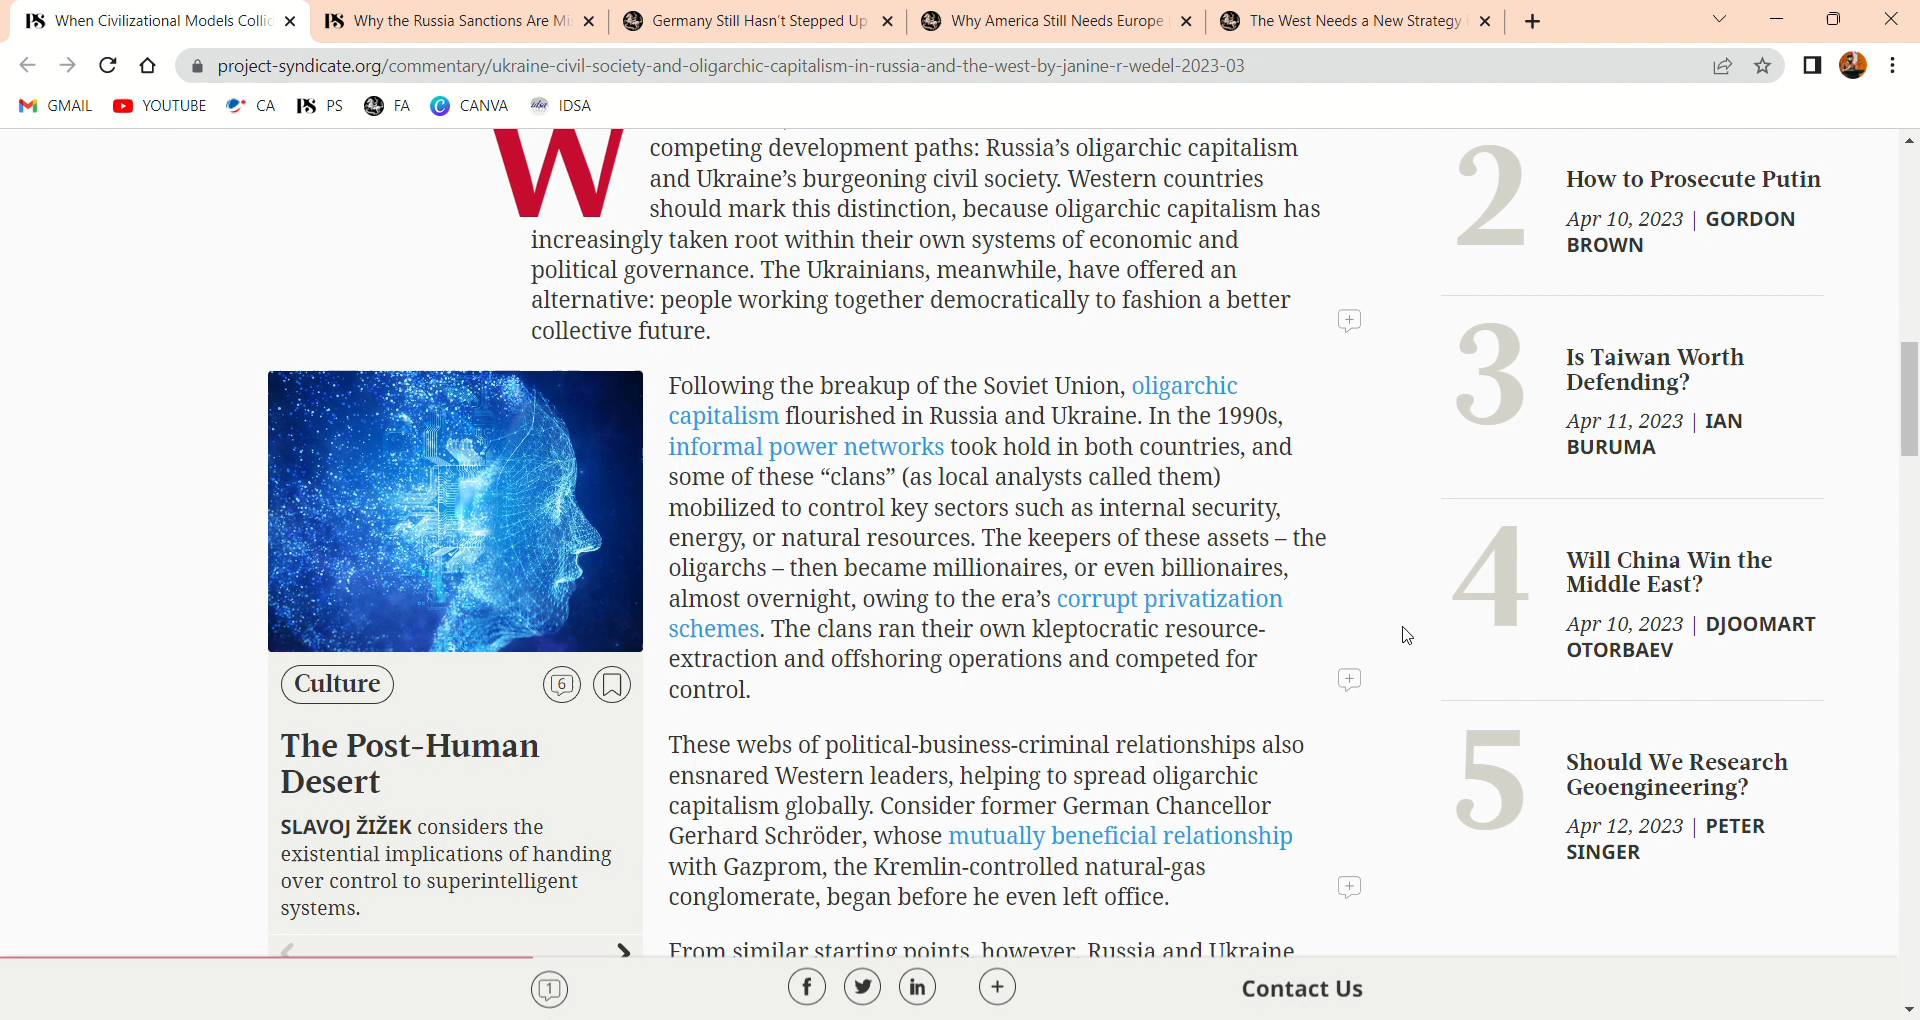 When Civilizational Models Collic
Why the Russia Sanctions Are Mi
Germany Still Hasn't Stepped Up
Why America Still Needs Europe
The West Needs a New Strategy
project-syndicate.org/commentary/ukraine-civil-society-and-oligarchic-capitalism-in-russia-and-the-west-by-janine-r-wedel-2023-03
GMAIL
YOUTUBE
CA
PS
FA
CANVA
IDSA
W
competing development paths: Russia’s oligarchic capitalism
and Ukraine’s burgeoning civil society. Western countries
should mark this distinction, because oligarchic capitalism has
increasingly taken root within their own systems of economic and
political governance. The Ukrainians, meanwhile, have offered an
alternative: people working together democratically to fashion a better
collective future.
Following the breakup of the Soviet Union, oligarchic
capitalism flourished in Russia and Ukraine. In the 1990s,
informal power networks took hold in both countries, and
some of these “clans” (as local analysts called them)
mobilized to control key sectors such as internal security,
energy, or natural resources. The keepers of these assets – the
oligarchs – then became millionaires, or even billionaires,
almost overnight, owing to the era’s corrupt privatization
schemes. The clans ran their own kleptocratic resource-
extraction and offshoring operations and competed for
control.
These webs of political-business-criminal relationships also
ensnared Western leaders, helping to spread oligarchic
capitalism globally. Consider former German Chancellor
Gerhard Schröder, whose mutually beneficial relationship
with Gazprom, the Kremlin-controlled natural-gas
conglomerate, began before he even left office.
From similar starting points, however, Russia and Ukraine
Culture
6
The Post-Human
Desert
SLAVOJ ŽIŽEK considers the
existential implications of handing
over control to superintelligent
systems.
2
How to Prosecute Putin
Apr 10, 2023 | GORDON
BROWN
3
Is Taiwan Worth
Defending?
Apr 11, 2023 | IAN
BURUMA
4
Will China Win the
Middle East?
Apr 10, 2023 | DJOOMART
OTORBAEV
5
Should We Research
Geoengineering?
Apr 12, 2023 | PETER
SINGER
1
Contact Us